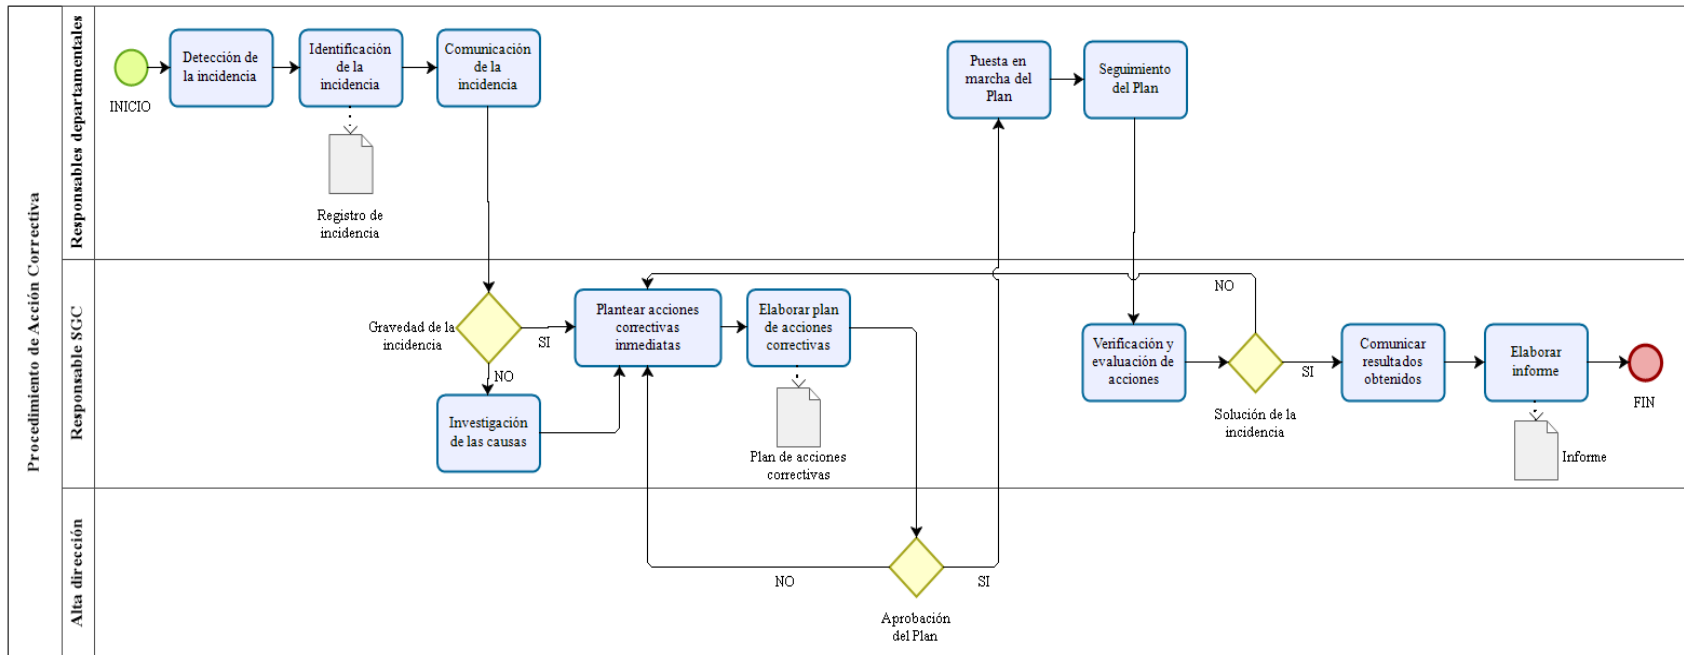 Procedimiento de Acción Correctiva
Responsables departamentales
INICIO
Detección de
la incidencia
Identificación
de la
incidencia
Comunicación
de la
incidencia
Registro de
incidencia
Puesta en
marcha del
Plan
Seguimiento
del Plan
Responsable SGC
Gravedad de la
incidencia
SI
NO
Investigación
de las causas
Plantear acciones
correctivas
inmediatas
Elaborar plan
de acciones
correctivas
Plan de acciones
correctivas
Verificación y
evaluación de
acciones
NO
Solución de la
incidencia
SI
Comunicar
resultados
obtenidos
Elaborar
informe
Informe
FIN
Alta dirección
NO
SI
Aprobación
del Plan